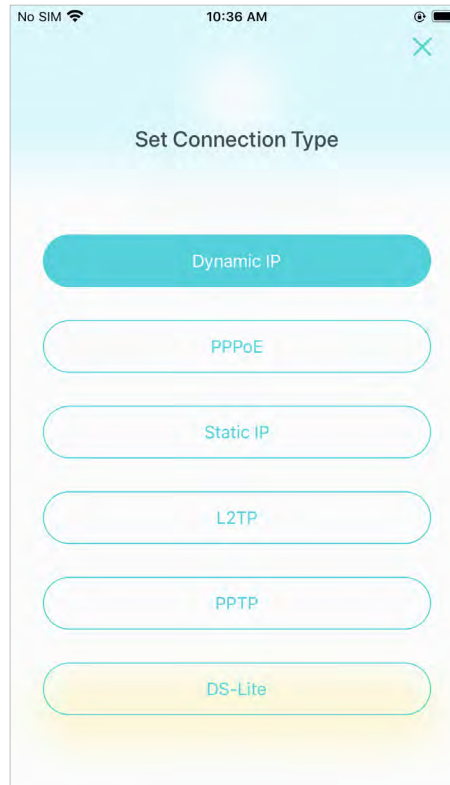 No SIM 10:36 AM
Set Connection Type
Dynamic IP
PPPoE
Static IP
L2TP
PPTP
DS-Lite